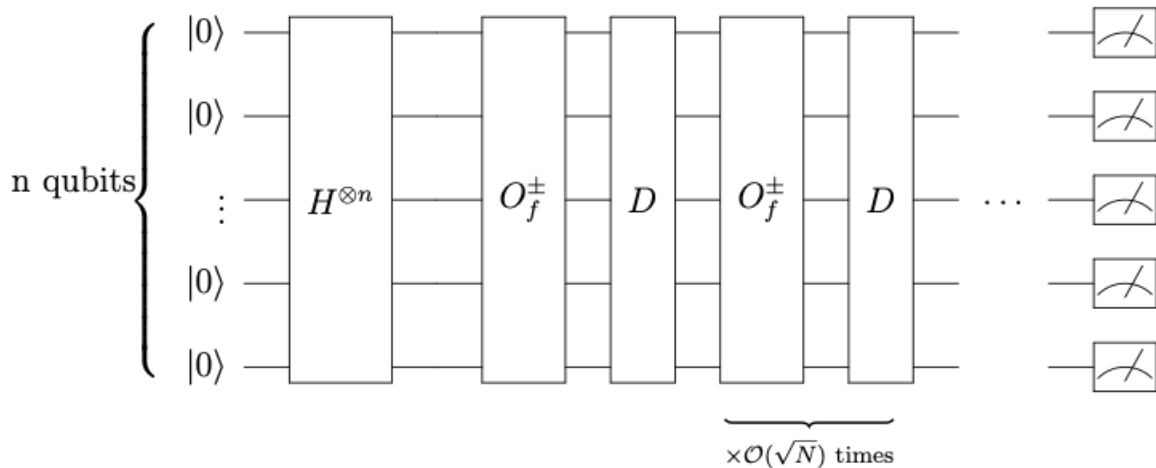 |0⟩
|0⟩
n qubits
⋮
H^{⊗n}
O_f^±
D
O_f^±
D
⋯
|0⟩
|0⟩
×𝒪(√N) times